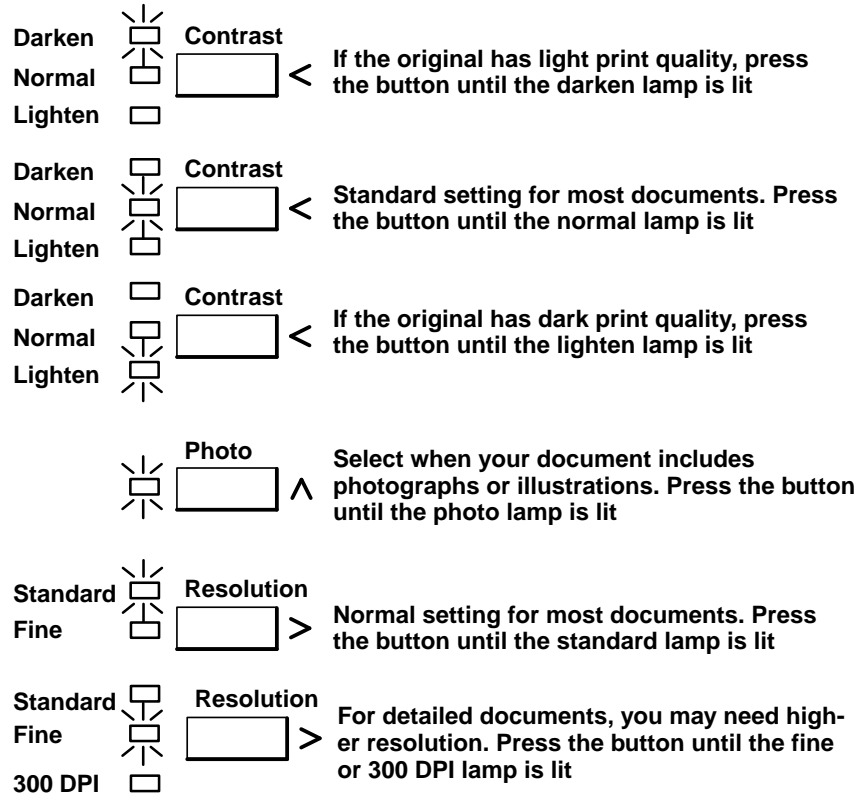 Darken
Contrast
Normal
Lighten
< If the original has light print quality, press
the button until the darken lamp is lit
Darken
Contrast
Normal
Lighten
< Standard setting for most documents. Press
the button until the normal lamp is lit
Darken
Contrast
Normal
Lighten
< If the original has dark print quality, press
the button until the lighten lamp is lit
Photo
^ Select when your document includes
photographs or illustrations. Press the button
until the photo lamp is lit
Standard
Resolution
Fine
> Normal setting for most documents. Press
the button until the standard lamp is lit
Standard
Resolution
Fine
300 DPI
> For detailed documents, you may need high-
er resolution. Press the button until the fine
or 300 DPI lamp is lit